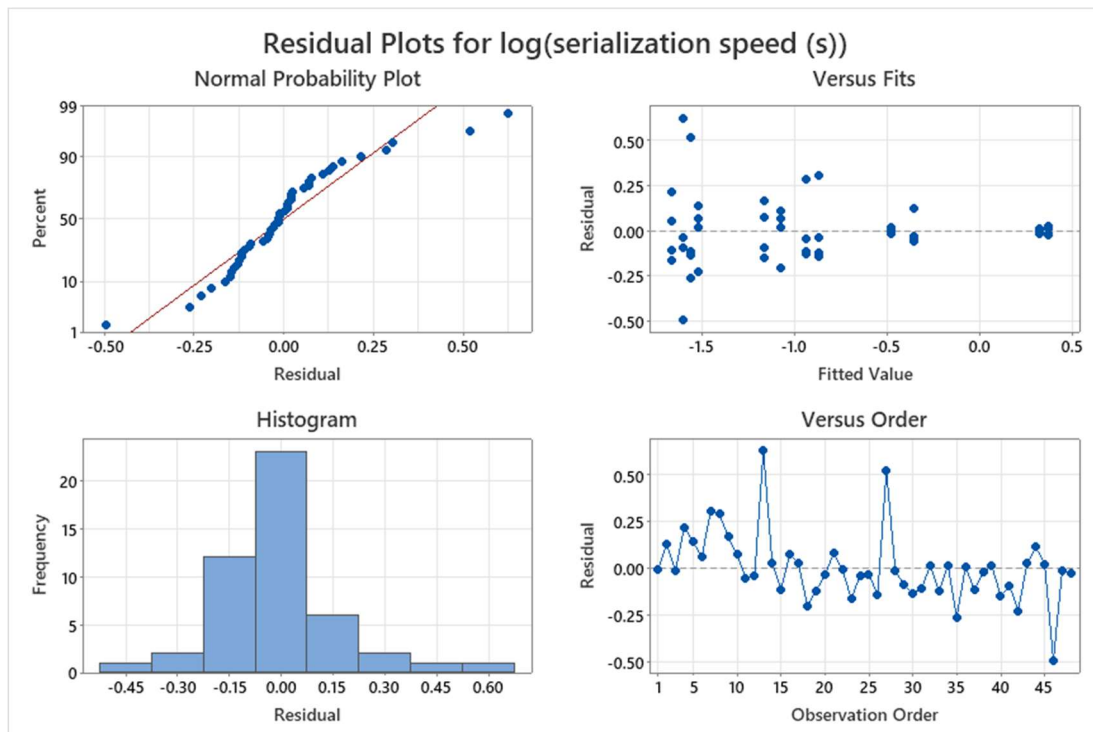 Residual Plots for log(serialization speed (s))
Normal Probability Plot
99
90
50
10
1
Percent
-0.50 -0.25 0.00 0.25 0.50
Residual
Versus Fits
0.50
0.25
0.00
-0.25
-0.50
Residual
-1.5 -1.0 -0.5 0.0 0.5
Fitted Value
Histogram
20
15
10
5
0
Frequency
-0.45 -0.30 -0.15 0.00 0.15 0.30 0.45 0.60
Residual
Versus Order
0.50
0.25
0.00
-0.25
-0.50
Residual
1 5 10 15 20 25 30 35 40 45
Observation Order